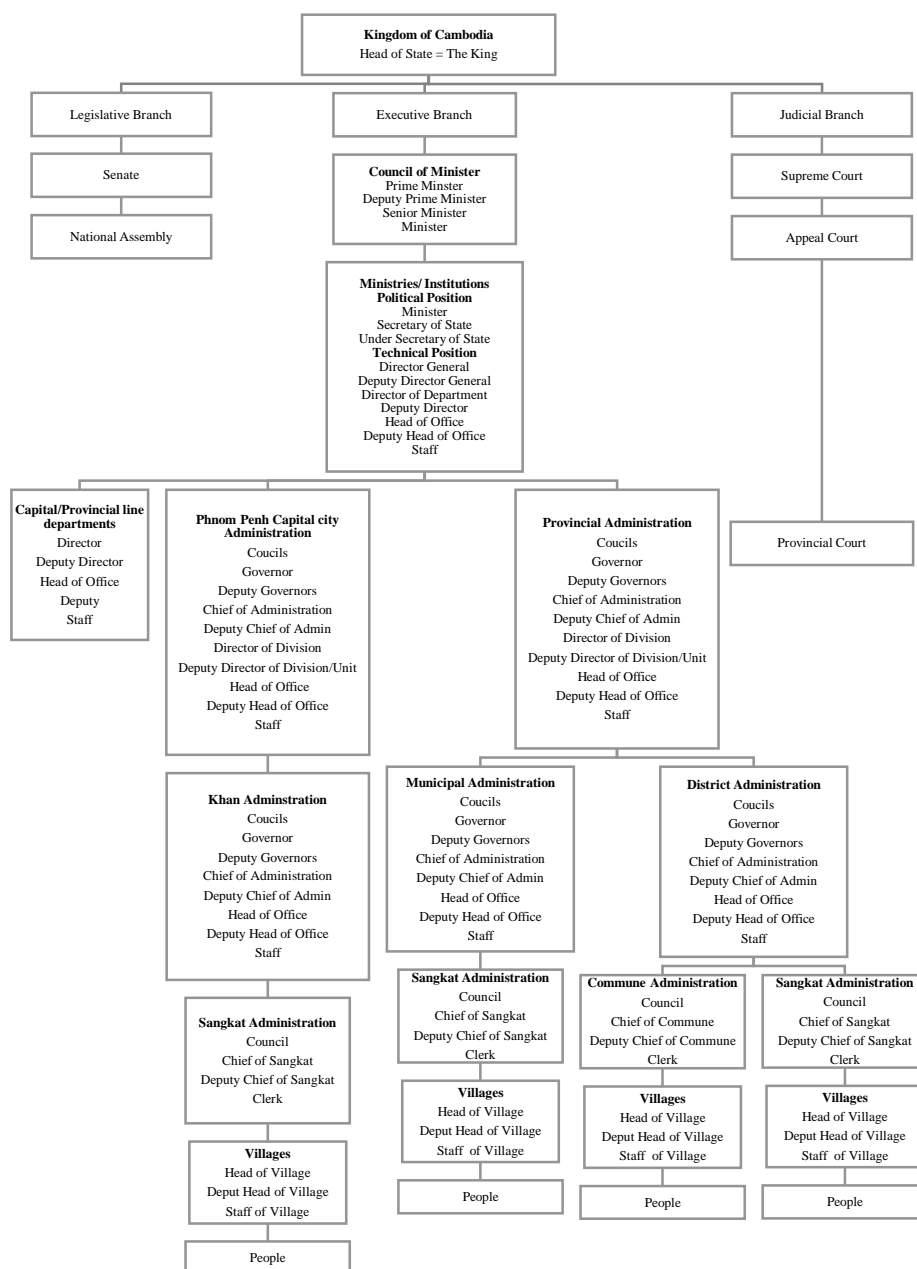 Kingdom of Cambodia
Head of State = The King
Legislative Branch
Executive Branch
Judicial Branch
Senate
Council of Minister
Prime Minster
Deputy Prime Minister
Senior Minister
Minister
Supreme Court
National Assembly
Appeal Court
Ministries/ Institutions
Political Position
Minister
Secretary of State
Under Secretary of State
Technical Position
Director General
Deputy Director General
Director of Department
Deputy Director
Head of Office
Deputy Head of Office
Staff
Capital/Provincial line
departments
Director
Deputy Director
Head of Office
Deputy
Staff
Phnom Penh Capital city
Administration
Coucils
Governor
Deputy Governors
Chief of Administration
Deputy Chief of Admin
Director of Division
Deputy Director of Division/Unit
Head of Office
Deputy Head of Office
Staff
Provincial Administration
Coucils
Governor
Deputy Governors
Chief of Administration
Deputy Chief of Admin
Director of Division
Deputy Director of Division/Unit
Head of Office
Deputy Head of Office
Staff
Provincial Court
Khan Adminstration
Coucils
Governor
Deputy Governors
Chief of Administration
Deputy Chief of Admin
Head of Office
Deputy Head of Office
Staff
Municipal Administration
Coucils
Governor
Deputy Governors
Chief of Administration
Deputy Chief of Admin
Head of Office
Deputy Head of Office
Staff
District Administration
Coucils
Governor
Deputy Governors
Chief of Administration
Deputy Chief of Admin
Head of Office
Deputy Head of Office
Staff
Sangkat Administration
Council
Chief of Sangkat
Deputy Chief of Sangkat
Clerk
Sangkat Administration
Council
Chief of Sangkat
Deputy Chief of Sangkat
Clerk
Commune Administration
Council
Chief of Commune
Deputy Chief of Commune
Clerk
Sangkat Administration
Council
Chief of Sangkat
Deputy Chief of Sangkat
Clerk
Villages
Head of Village
Deput Head of Village
Staff of Village
Villages
Head of Village
Deput Head of Village
Staff  of Village
Villages
Head of Village
Deput Head of Village
Staff  of Village
Villages
Head of Village
Deput Head of Village
Staff  of Village
People
People
People
People